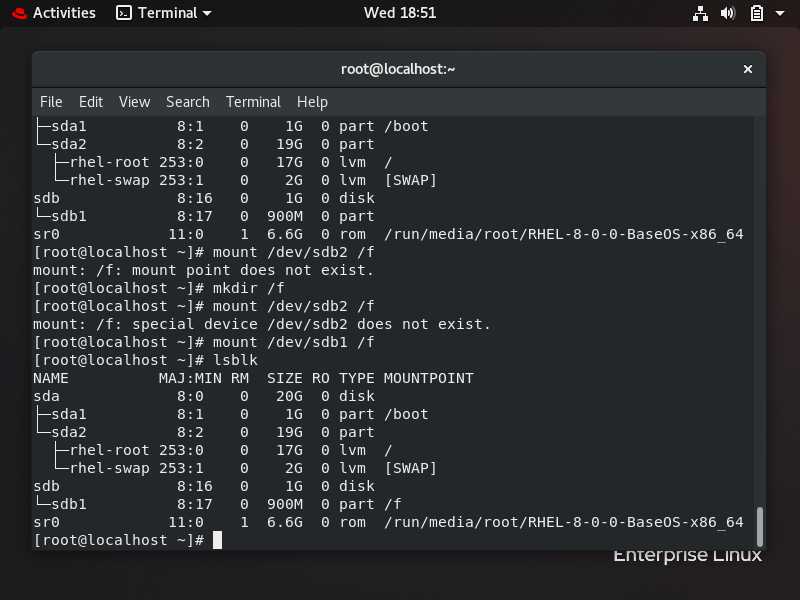 Activities Terminal Wed 18:51
root@localhost:~ ×
File Edit View Search Terminal Help
├─sda1          8:1    0    1G  0 part /boot
└─sda2          8:2    0   19G  0 part
  ├─rhel-root 253:0    0   17G  0 lvm  /
  └─rhel-swap 253:1    0    2G  0 lvm  [SWAP]
sdb             8:16   0    1G  0 disk
└─sdb1          8:17   0  900M  0 part
sr0            11:0    1  6.6G  0 rom  /run/media/root/RHEL-8-0-0-BaseOS-x86_64
[root@localhost ~]# mount /dev/sdb2 /f
mount: /f: mount point does not exist.
[root@localhost ~]# mkdir /f
[root@localhost ~]# mount /dev/sdb2 /f
mount: /f: special device /dev/sdb2 does not exist.
[root@localhost ~]# mount /dev/sdb1 /f
[root@localhost ~]# lsblk
NAME          MAJ:MIN RM  SIZE RO TYPE MOUNTPOINT
sda             8:0    0   20G  0 disk
├─sda1          8:1    0    1G  0 part /boot
└─sda2          8:2    0   19G  0 part
  ├─rhel-root 253:0    0   17G  0 lvm  /
  └─rhel-swap 253:1    0    2G  0 lvm  [SWAP]
sdb             8:16   0    1G  0 disk
└─sdb1          8:17   0  900M  0 part /f
sr0            11:0    1  6.6G  0 rom  /run/media/root/RHEL-8-0-0-BaseOS-x86_64
[root@localhost ~]#
Enterprise Linux